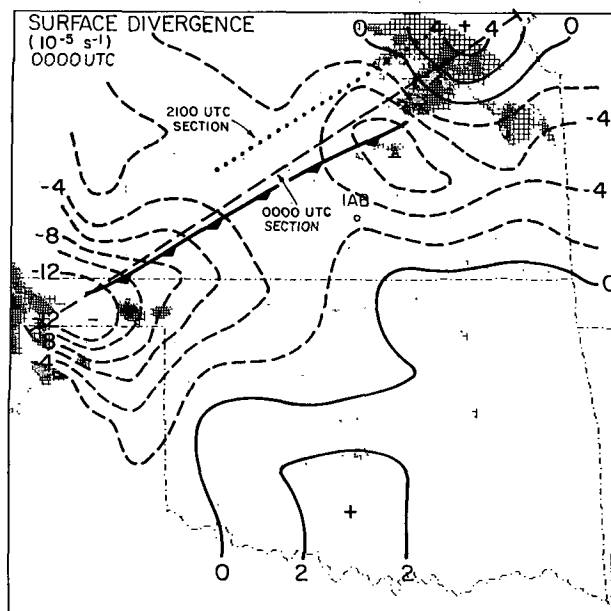 SURFACE DIVERGENCE
(10⁻⁵ s⁻¹)
0000 UTC
0 4 + 4 0
2100 UTC
SECTION
-4
-4
-8
0000 UTC
SECTION
IAB
-12
0
-
-8
-4
+
0 2 2